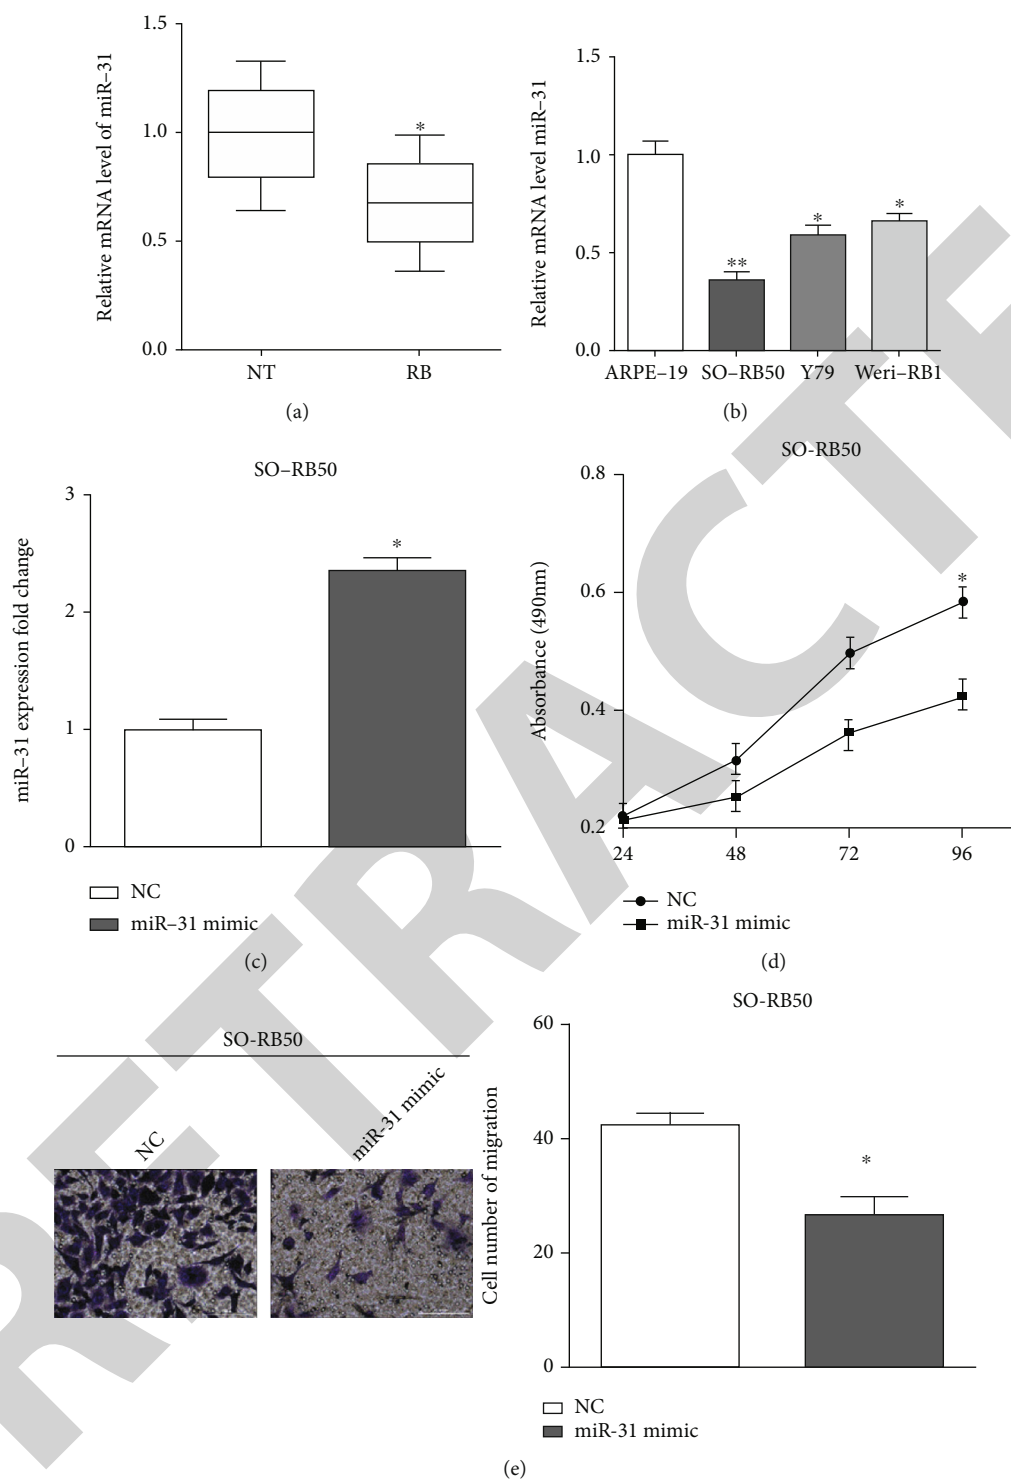 1.5
1.0
0.5
0.0
Relative mRNA level of miR–31
*
NT
RB
(a)
1.5
1.0
0.5
0.0
Relative mRNA level miR–31
**
*
*
ARPE–19
SO–RB50
Y79
Weri–RB1
(b)
SO–RB50
3
2
1
0
miR–31 expression fold change
*
NC
miR–31 mimic
(c)
SO-RB50
0.8
0.6
0.4
0.2
Absorbance (490nm)
*
24
48
72
96
NC
miR-31 mimic
(d)
SO-RB50
NC
miR-31 mimic
SO-RB50
60
40
20
0
Cell number of migration
*
NC
miR-31 mimic
(e)
RETRACTE